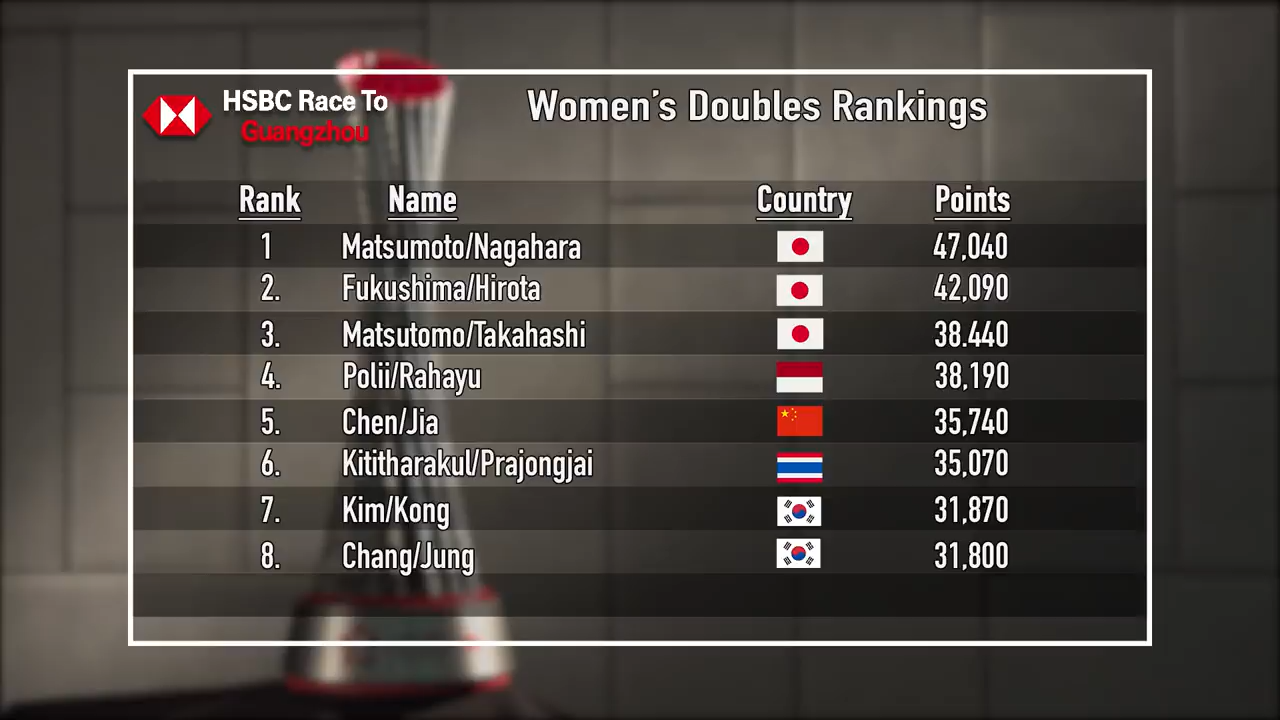 HSBC Race To
Guangzhou
Women's Doubles Rankings
Rank Name Country Points
1 Matsumoto/Nagahara 47,040
2. Fukushima/Hirota 42,090
3. Matsutomo/Takahashi 38.440
4. Polii/Rahayu 38,190
5. Chen/Jia 35,740
6. Kititharakul/Prajongjai 35,070
7. Kim/Kong 31,870
8. Chang/Jung 31,800